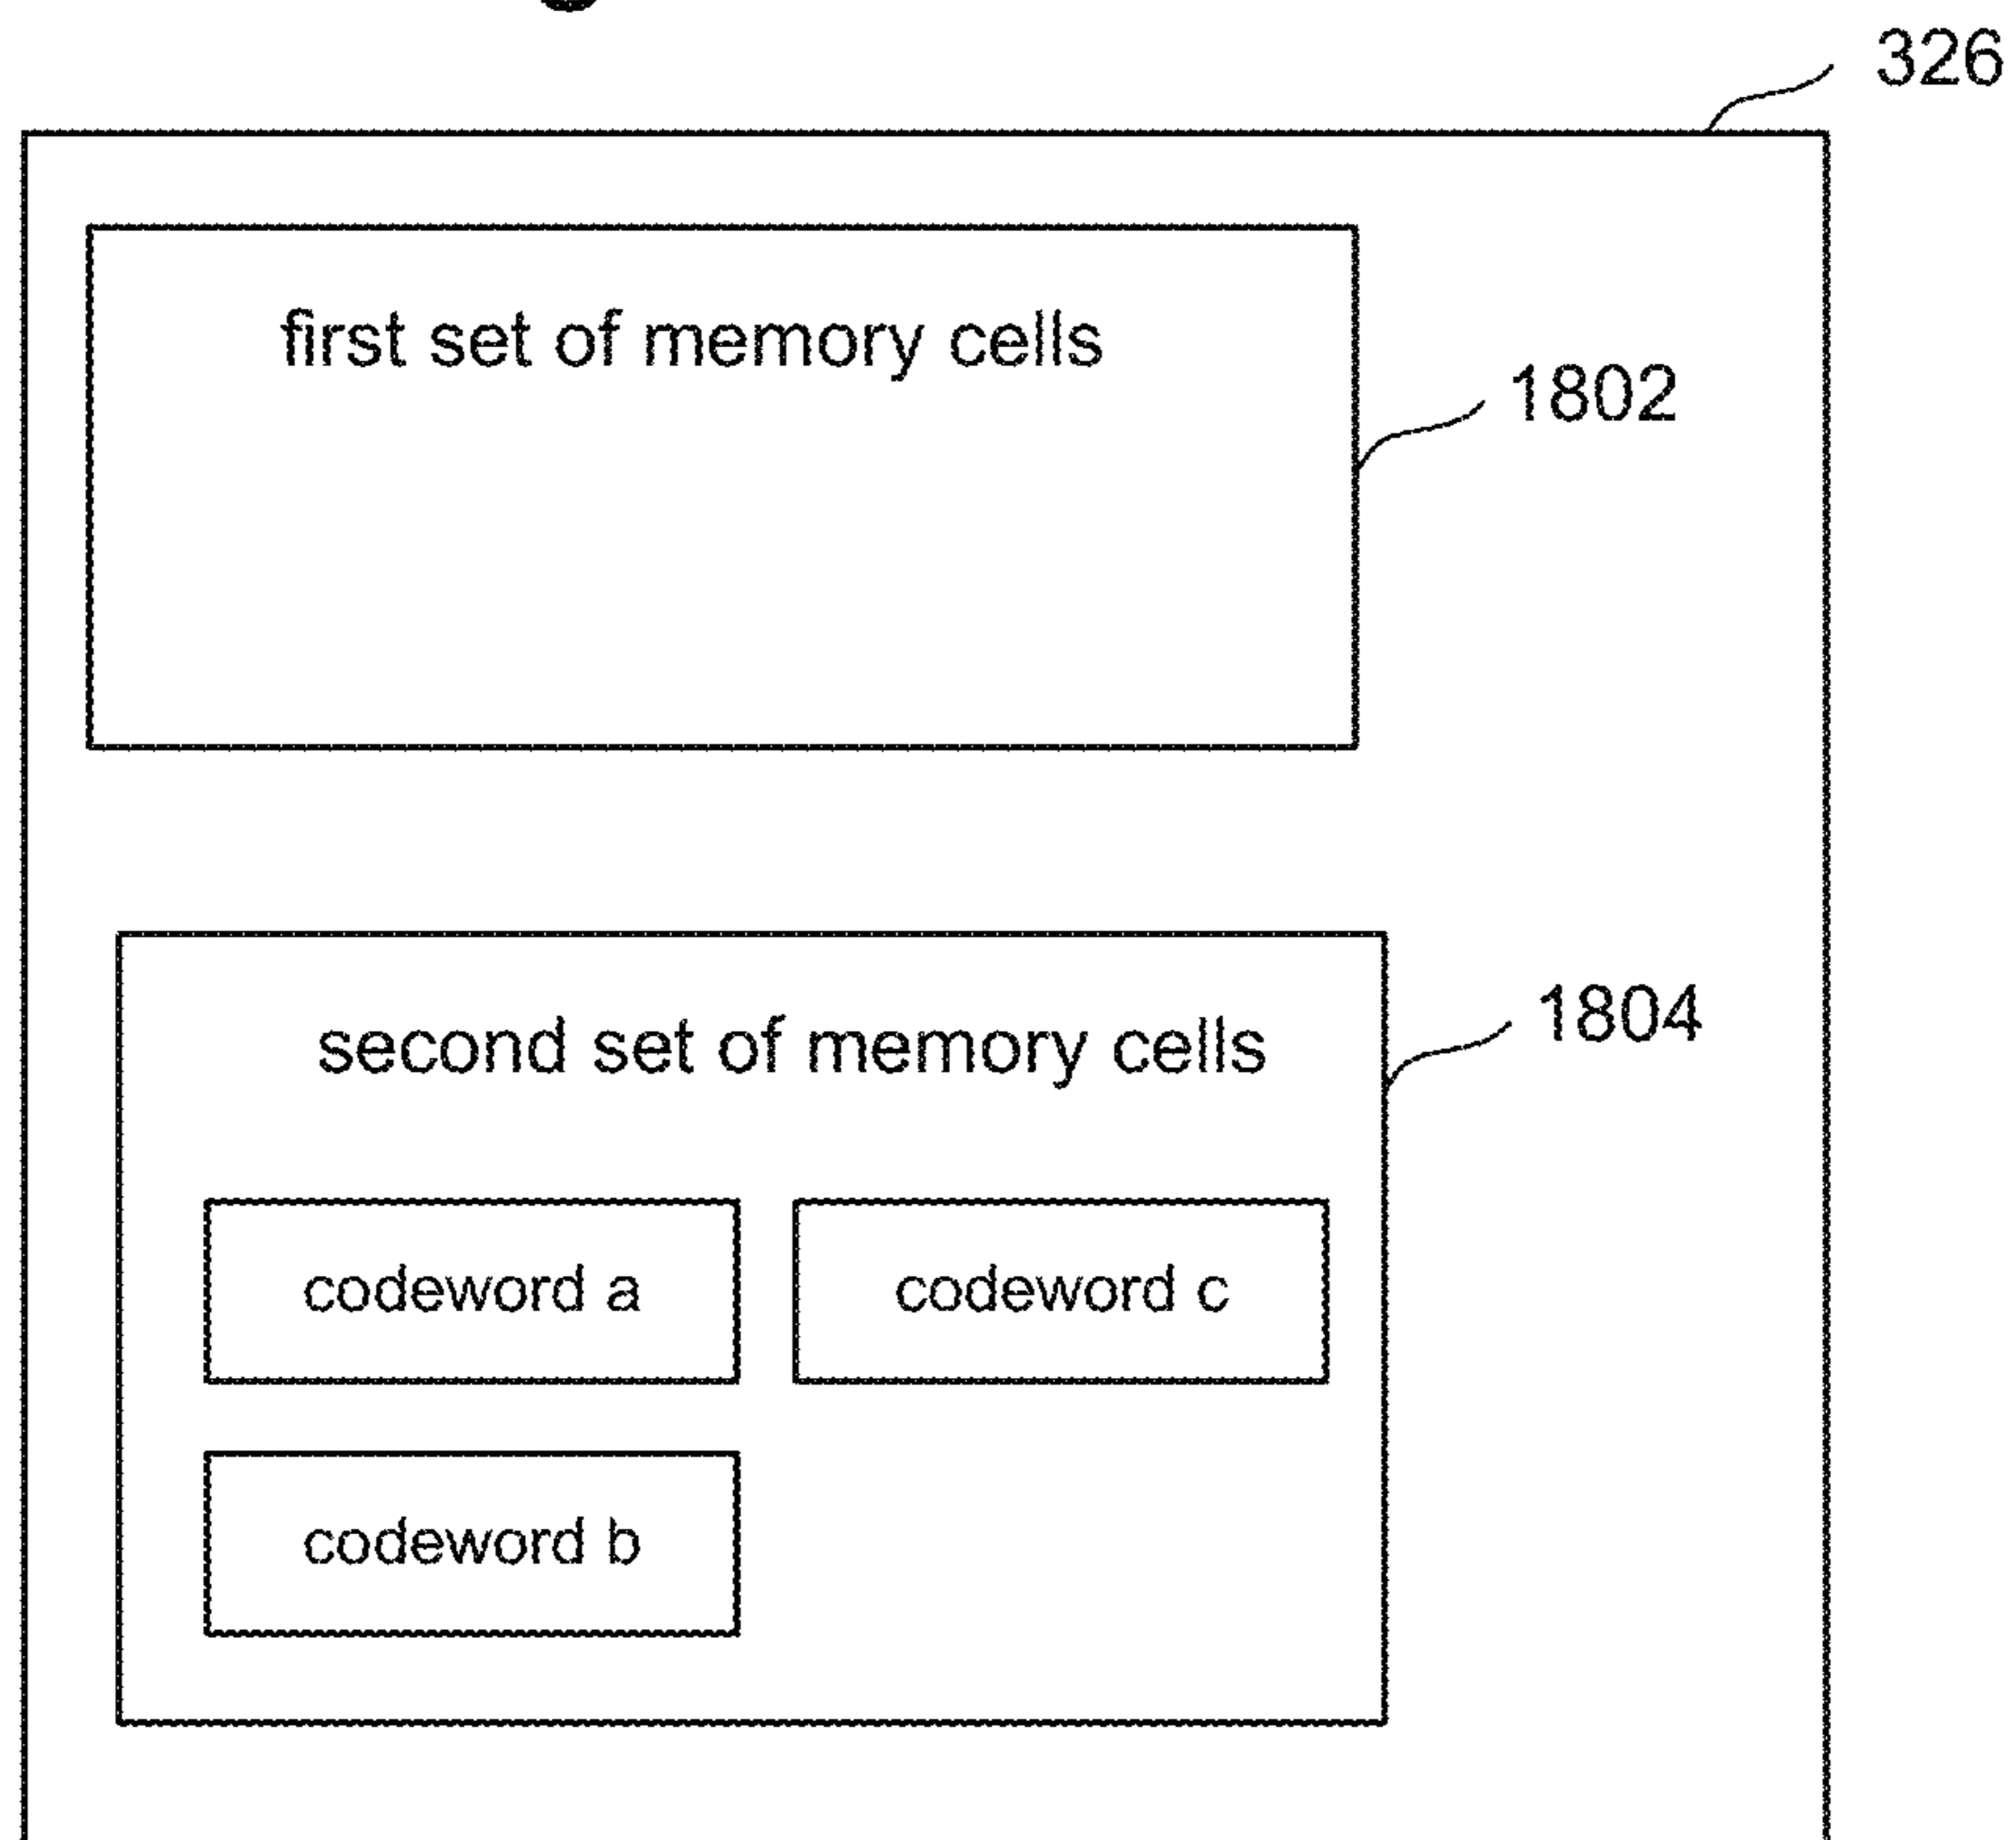 326
first set of memory cells
1802
1804
second set of memory cells
codeword a
codeword c
codeword b